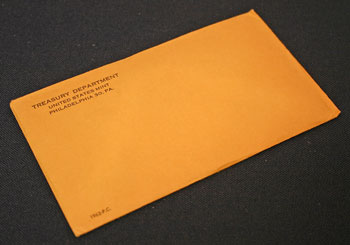 TREASURY DEPARTMENT
UNITED STATES MINT
PHILADELPHIA 30, PA.